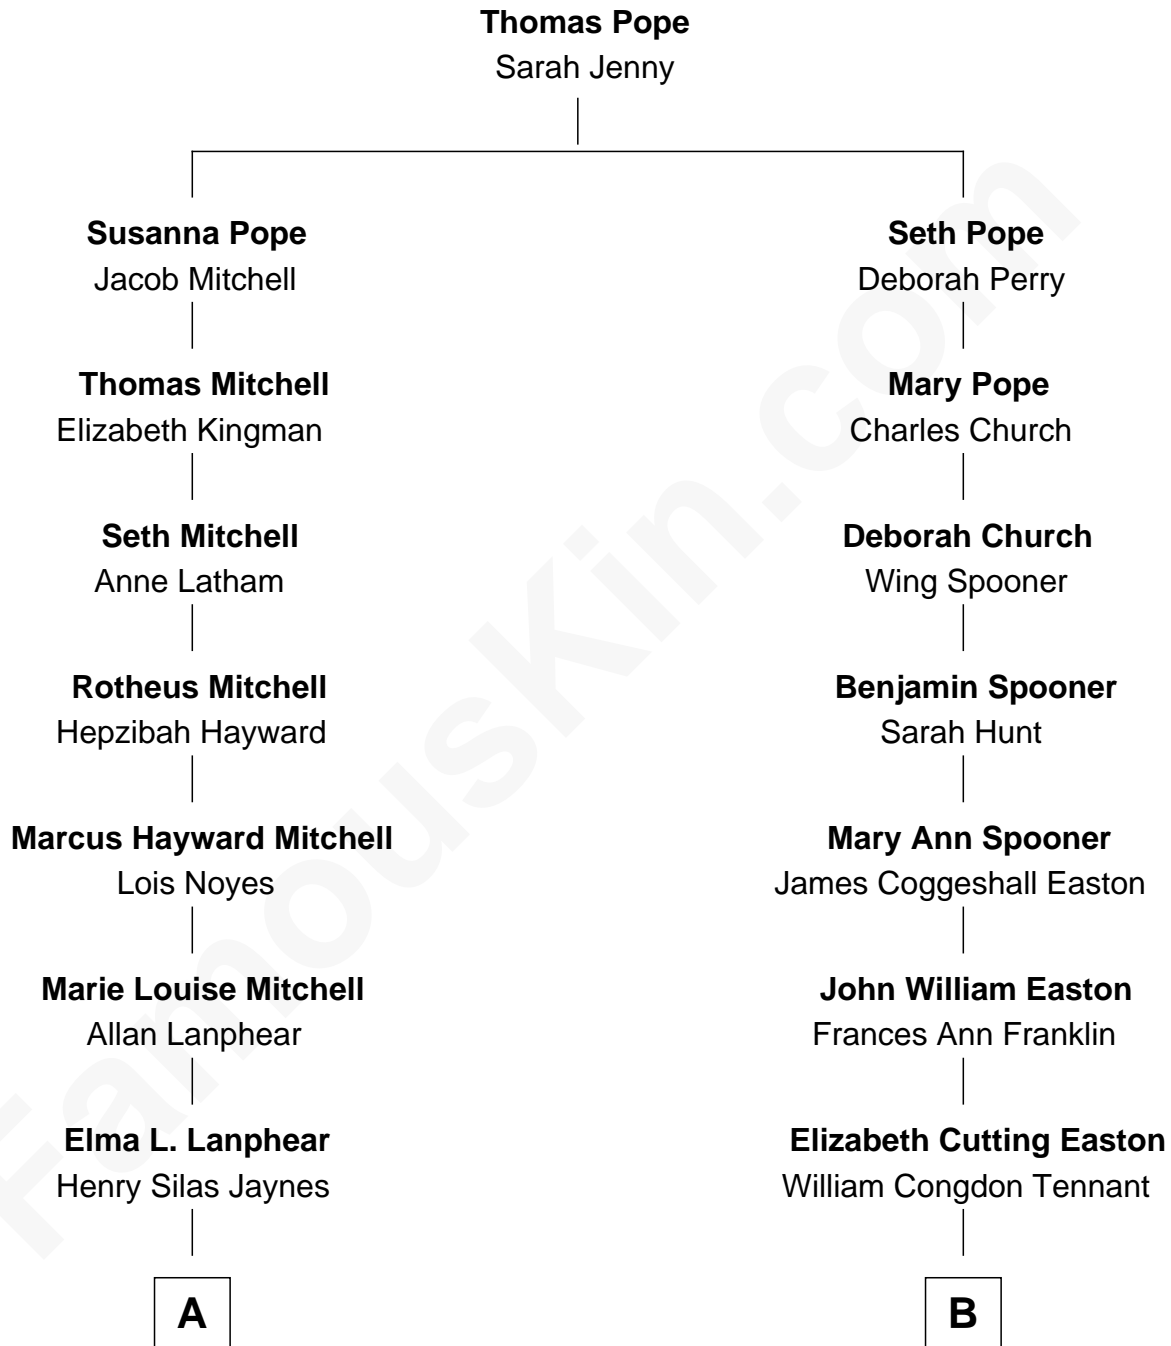 Thomas Pope
Sarah Jenny
Susanna Pope
Jacob Mitchell
Thomas Mitchell
Elizabeth Kingman
Seth Mitchell
Anne Latham
Rotheus Mitchell
Hepzibah Hayward
Marcus Hayward Mitchell
Lois Noyes
Marie Louise Mitchell
Allan Lanphear
Elma L. Lanphear
Henry Silas Jaynes
A
Seth Pope
Deborah Perry
Mary Pope
Charles Church
Deborah Church
Wing Spooner
Benjamin Spooner
Sarah Hunt
Mary Ann Spooner
James Coggeshall Easton
John William Easton
Frances Ann Franklin
Elizabeth Cutting Easton
William Congdon Tennant
B
FamousKin.com